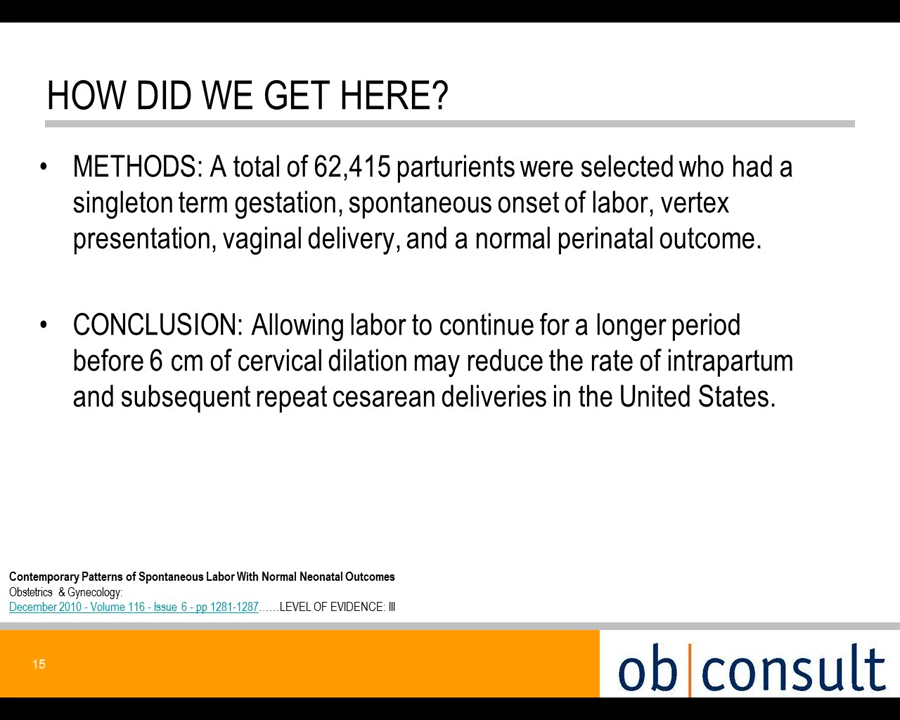 HOW DID WE GET HERE?
• METHODS: A total of 62,415 parturients were selected who had a
singleton term gestation, spontaneous onset of labor, vertex
presentation, vaginal delivery, and a normal perinatal outcome.
• CONCLUSION: Allowing labor to continue for a longer period
before 6 cm of cervical dilation may reduce the rate of intrapartum
and subsequent repeat cesarean deliveries in the United States.
Contemporary Patterns of Spontaneous Labor With Normal Neonatal Outcomes
Obstetrics & Gynecology:
December 2010 - Volume 116 - Issue 6 - pp 1281-1287……LEVEL OF EVIDENCE: III
15
ob|consult